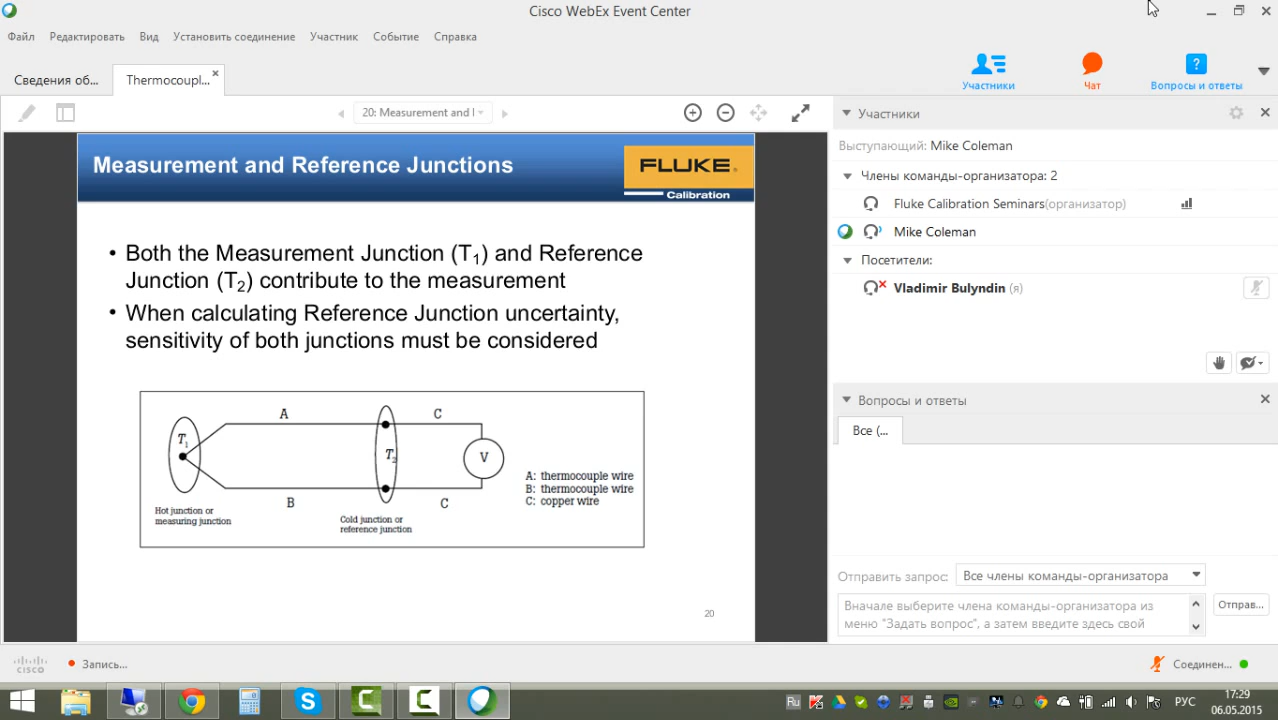 Cisco WebEx Event Center
Файл Редактировать Вид Установить соединение Участник Событие Справка
Сведения об... Thermocoupl...
Участники Чат Вопросы и ответы
20: Measurement and I
Участники
Measurement and Reference Junctions
FLUKE®
Calibration
• Both the Measurement Junction (T1) and Reference
Junction (T2) contribute to the measurement
• When calculating Reference Junction uncertainty,
sensitivity of both junctions must be considered
A C
T1 T2 V
B C
A: thermocouple wire
B: thermocouple wire
C: copper wire
Hot junction or
measuring junction
Cold junction or
reference junction
20
Выступающий: Mike Coleman
Члены команды-организатора: 2
Fluke Calibration Seminars(организатор)
Mike Coleman
Посетители:
Vladimir Bulyndin (я)
Вопросы и ответы
Все (...
Отправить запрос: Все члены команды-организатора
Вначале выберите члена команды-организатора из
меню "Задать вопрос", а затем введите здесь свой
Отправ...
cisco Запись... Соединен...
Ru РУС 17:29
06.05.2015